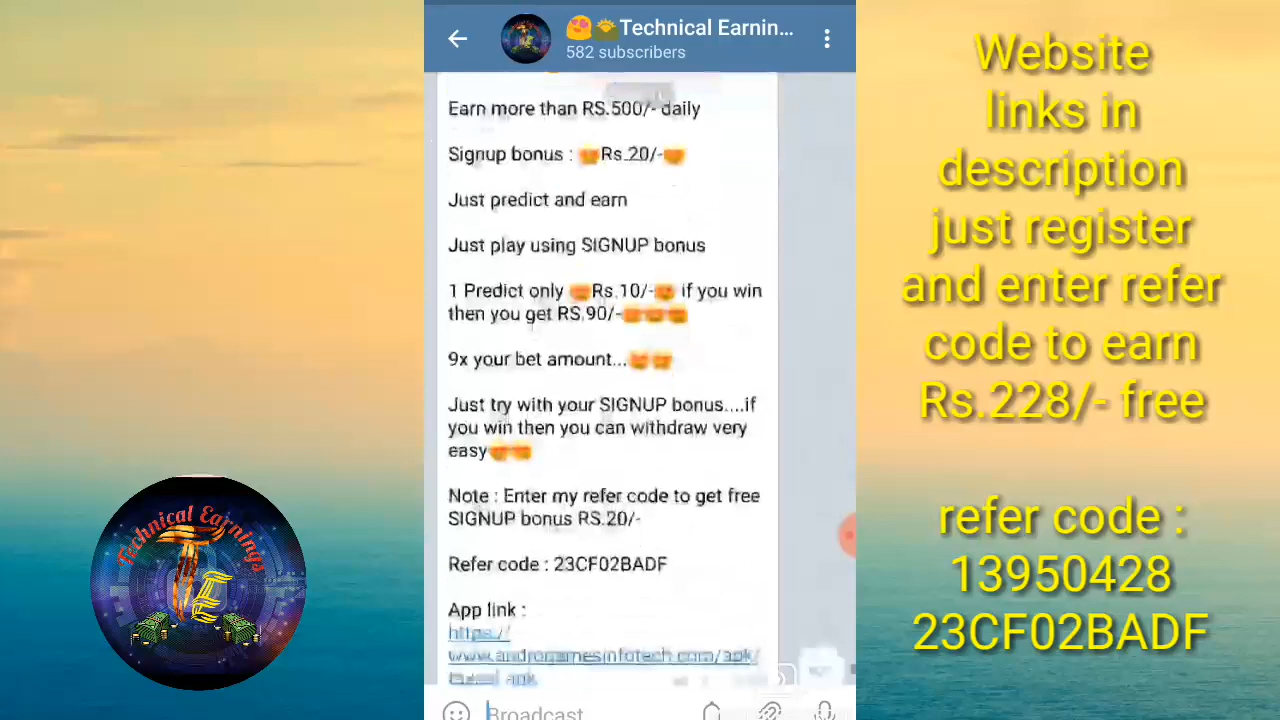 😍🌟Technical Earnin...
582 subscribers
Earn more than RS.500/- daily
Signup bonus : Rs.20/-
Just predict and earn
Just play using SIGNUP bonus
1 Predict only Rs.10/- if you win
then you get RS.90/-
9x your bet amount...
Just try with your SIGNUP bonus....if
you win then you can withdraw very
easy
Note : Enter my refer code to get free
SIGNUP bonus RS.20/-
Refer code : 23CF02BADF
App link :
https://
www.androgamesinfotech.com/apk/
Broadcast
Technical Earnings
TE
Website
links in
description
just register
and enter refer
code to earn
Rs.228/- free
refer code :
13950428
23CF02BADF